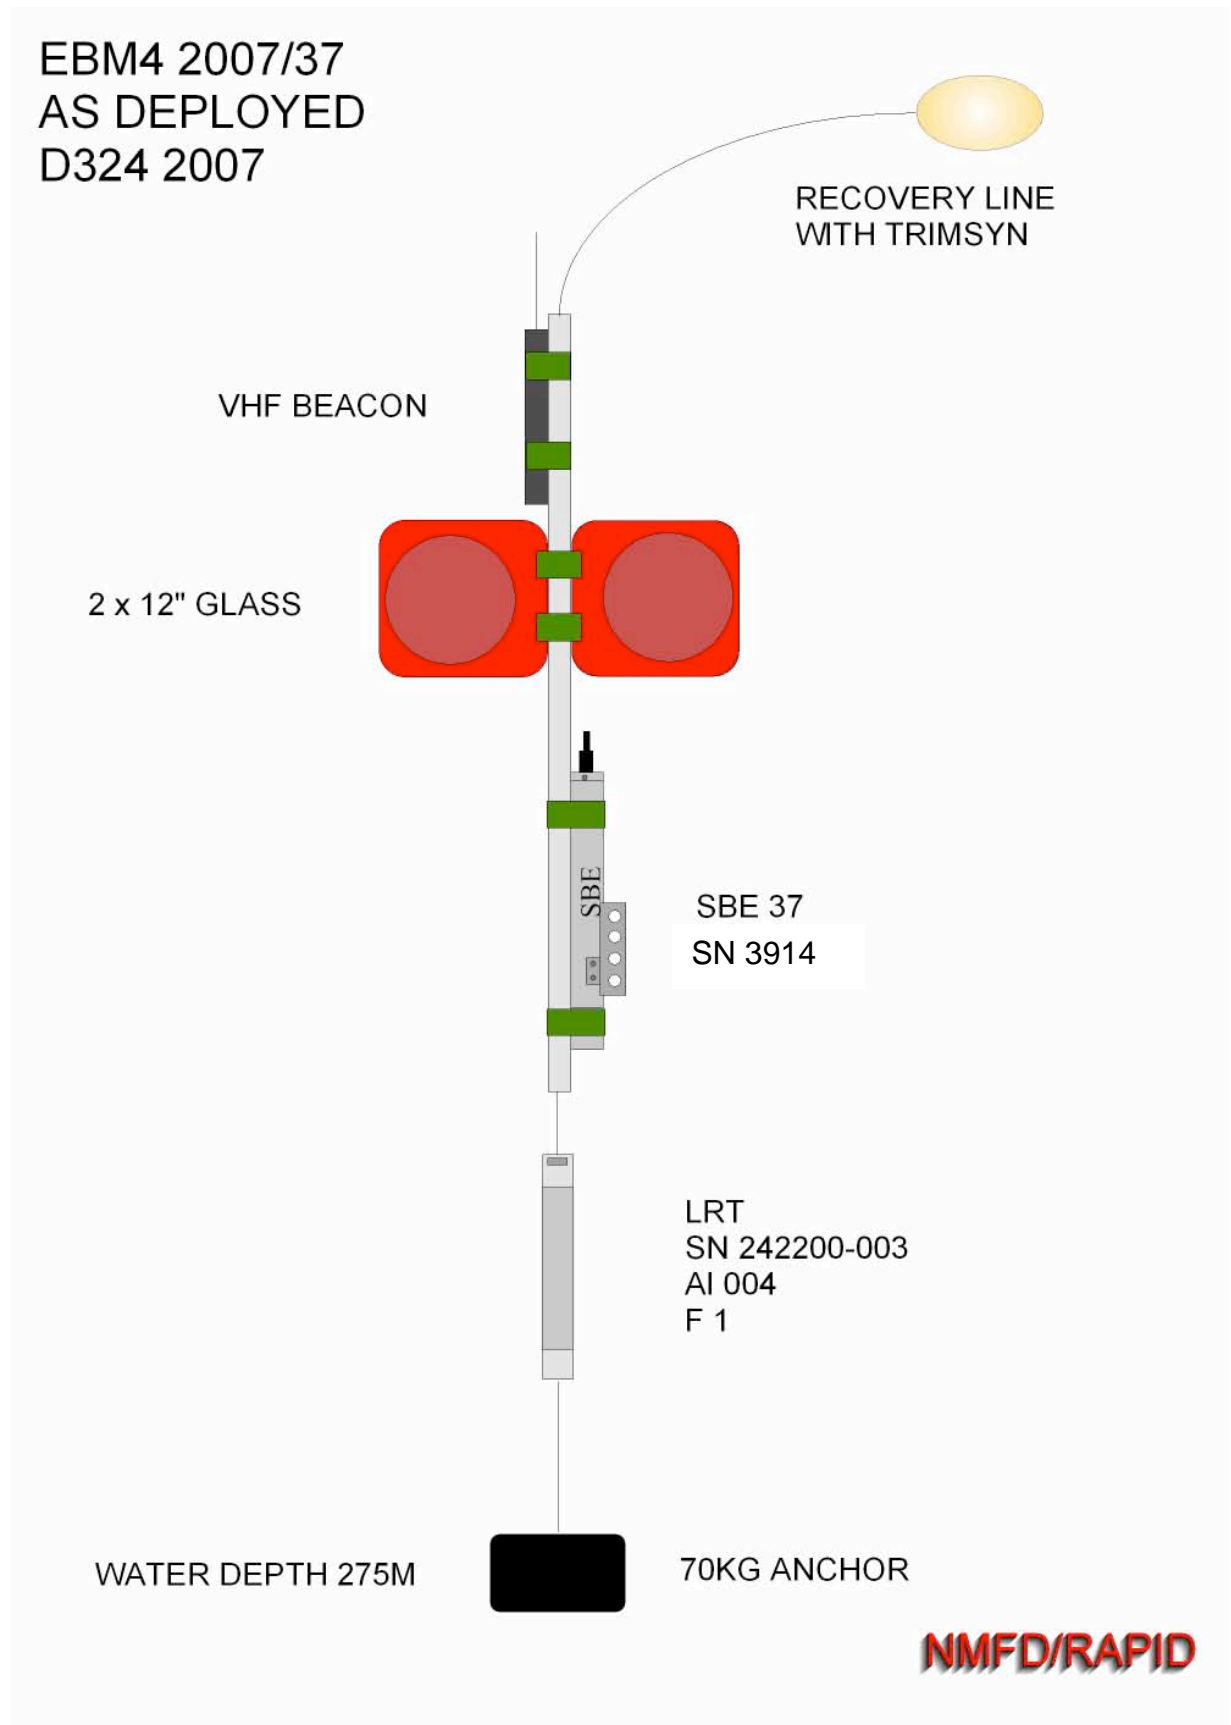 EBM4 2007/37
AS DEPLOYED
D324 2007
RECOVERY LINE
WITH TRIMSYN
VHF BEACON
2 x 12" GLASS
SBE
SBE 37
SN 3914
LRT
SN 242200-003
AI 004
F 1
WATER DEPTH 275M
70KG ANCHOR
NMFD/RAPID